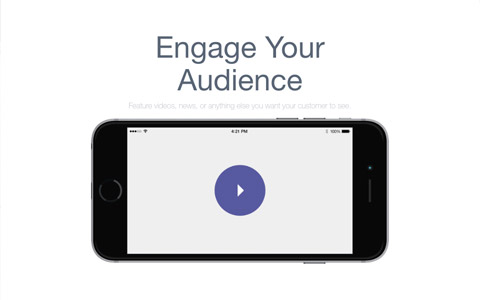 Engage Your
Audience
Feature videos, news, or anything else you want your customer to see.
4:21 PM
100%